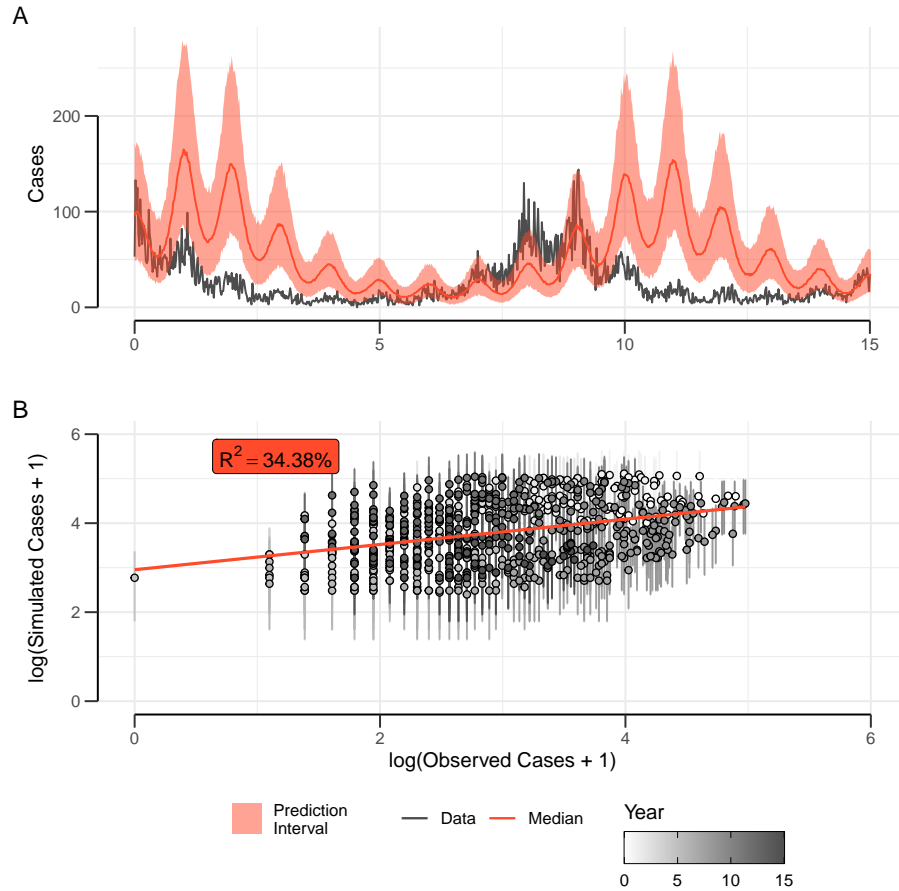 A
Cases
200
100
0
0 5 10 15
B
R² = 34.38%
log(Simulated Cases + 1)
6
4
2
0
0 2 4 6
log(Observed Cases + 1)
Prediction
Interval
Data
Median
Year
0 5 10 15